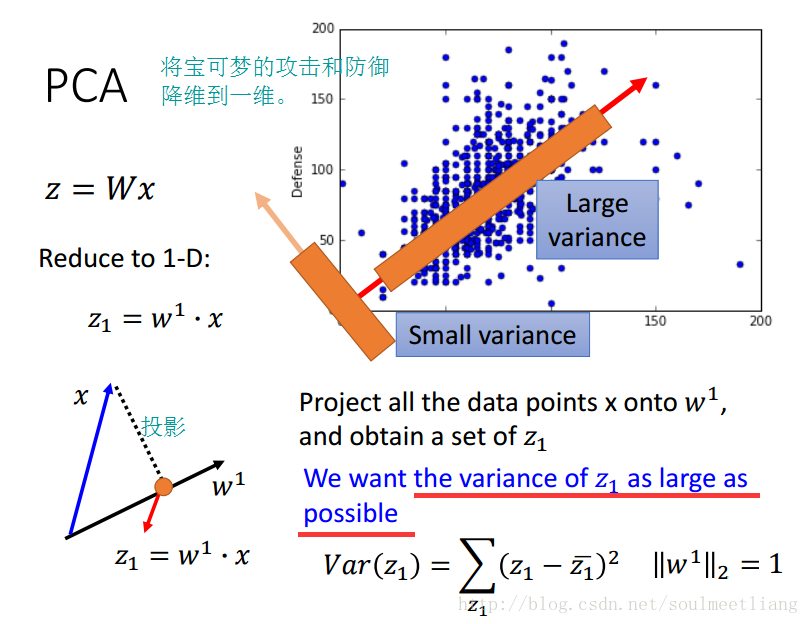 PCA
将宝可梦的攻击和防御
降维到一维。
z = Wx
Reduce to 1-D:
z₁ = w¹ · x
200
150
100
50
Defense
150
200
Large
variance
Small variance
x
投影
w¹
z₁ = w¹ · x
Project all the data points x onto w¹,
and obtain a set of z₁
We want the variance of z₁ as large as
possible
Var(z₁) = ∑(z₁ − z̅₁)² ‖w¹‖₂ = 1
z₁
http://blog.csdn.net/soulmeetliang